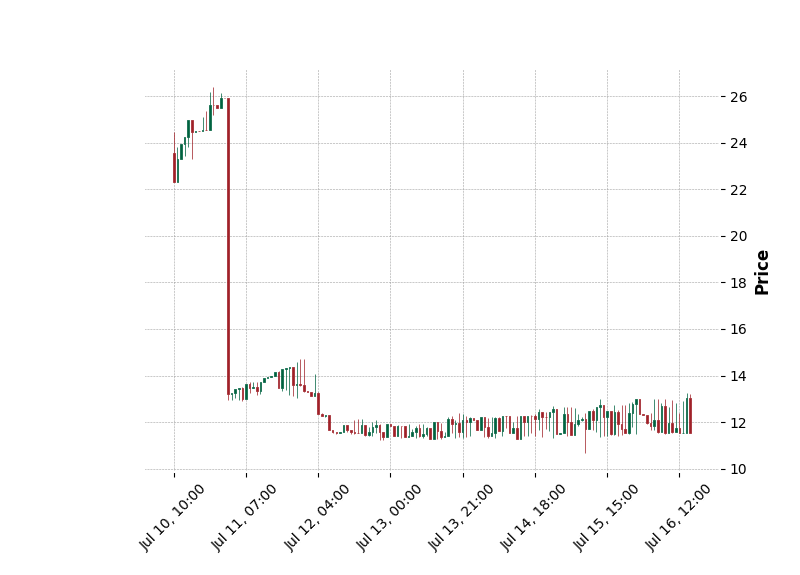 26
24
22
20
18
16
14
12
10
Price
Jul 10, 10:00
Jul 11, 07:00
Jul 12, 04:00
Jul 13, 00:00
Jul 13, 21:00
Jul 14, 18:00
Jul 15, 15:00
Jul 16, 12:00